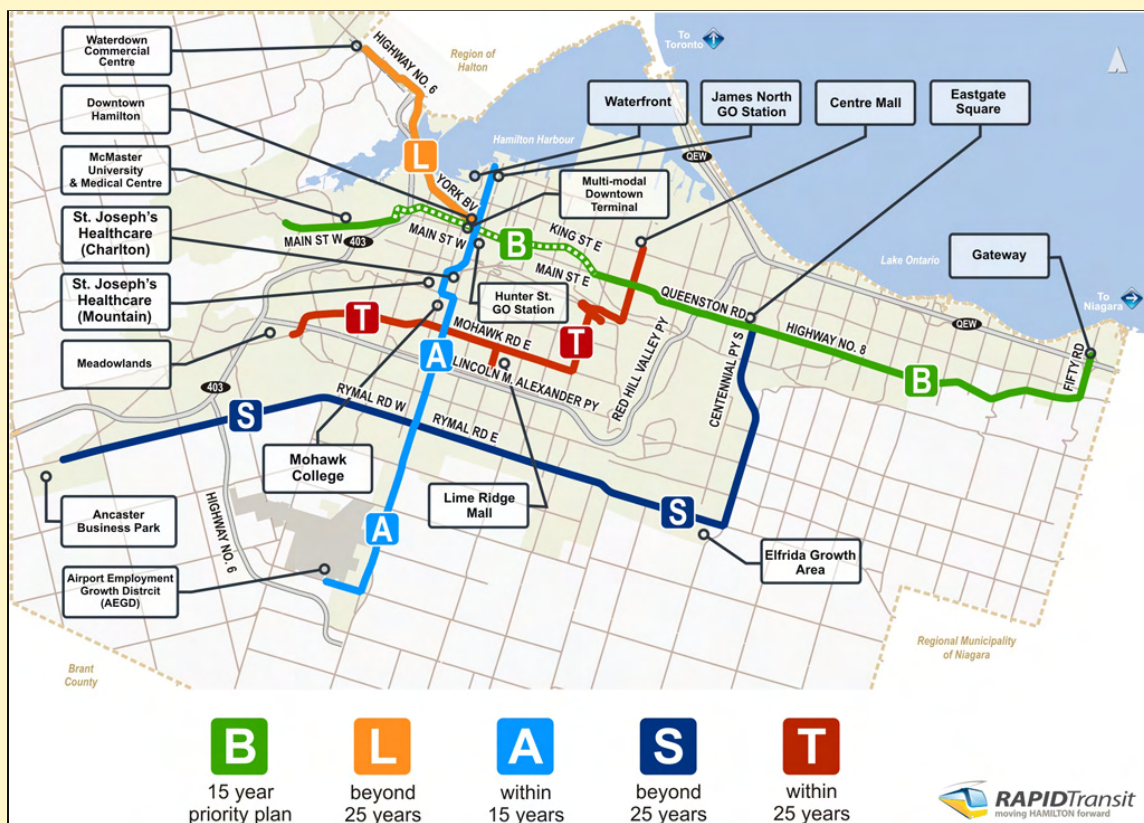 Waterdown
Commercial
Centre
HIGHWAY NO. 6
Region of
Halton
To
Toronto
Downtown
Hamilton
Waterfront
James North
GO Station
Centre Mall
Eastgate
Square
Hamilton Harbour
QEW
L
McMaster
University
& Medical Centre
YORK BV
Multi-modal
Downtown
Terminal
St. Joseph's
Healthcare
(Charlton)
MAIN ST W
403
MAIN ST W
B
KING ST E
MAIN ST E
Lake Ontario
Gateway
St. Joseph's
Healthcare
(Mountain)
Hunter St.
GO Station
QUEENSTON RD
To
Niagara
Meadowlands
T
MOHAWK RD E
T
HIGHWAY NO. 8
QEW
A
LINCOLN M. ALEXANDER PY
RED HILL VALLEY PY
CENTENNIAL PY S
B
FIFTY RD
403
S
RYMAL RD W
RYMAL RD E
Mohawk
College
Lime Ridge
Mall
Ancaster
Business Park
HIGHWAY NO. 6
A
S
Elfrida Growth
Area
Airport Employment
Growth Distrcit
(AEGD)
Regional Municipality
of Niagara
Brant
County
B
15 year
priority plan
L
beyond
25 years
A
within
15 years
S
beyond
25 years
T
within
25 years
RAPIDTransit
moving HAMILTON forward